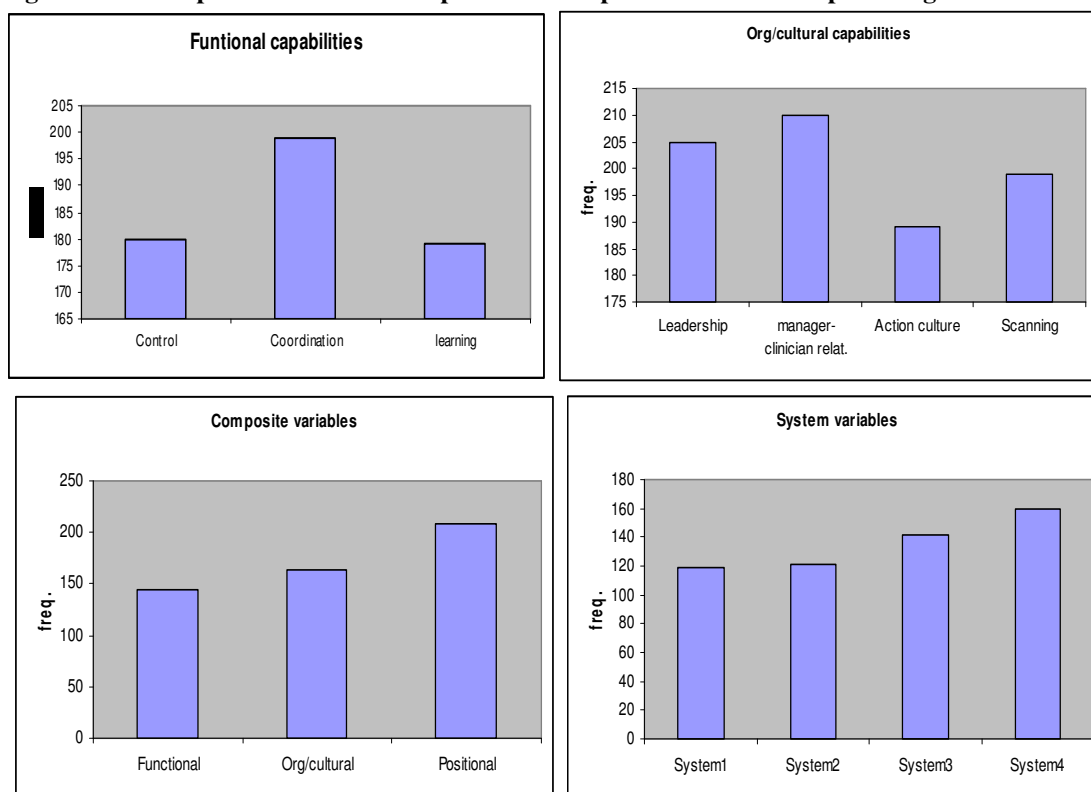 Funtional capabilities
205
200
195
190
185
180
175
170
165
Control Coordination learning
Org/cultural capabilities
freq.
215
210
205
200
195
190
185
180
175
Leadership manager- Action culture Scanning
clinician relat.
Composite variables
freq.
250
200
150
100
50
0
Functional Org/cultural Positional
System variables
freq.
180
160
140
120
100
80
60
40
20
0
System1 System2 System3 System4